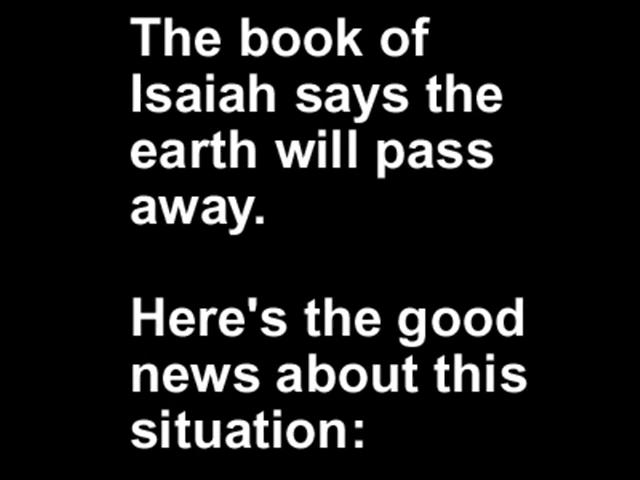 The book of
Isaiah says the
earth will pass
away.
Here's the good
news about this
situation: